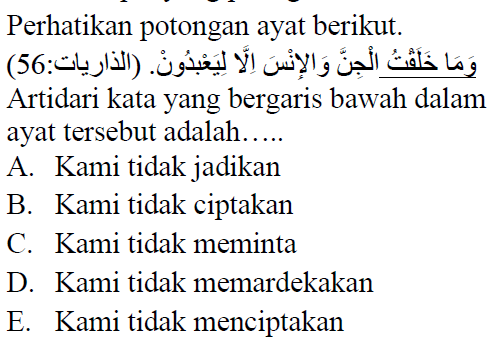 Perhatikan potongan ayat berikut.
وَمَا خَلَقْتُ الْجِنَّ وَالإِنْسَ اِلَّا لِيَعْبُدُونْ. (الذاريات:56)
Artidari kata yang bergaris bawah dalam
ayat tersebut adalah…..
A. Kami tidak jadikan
B. Kami tidak ciptakan
C. Kami tidak meminta
D. Kami tidak memardekakan
E. Kami tidak menciptakan